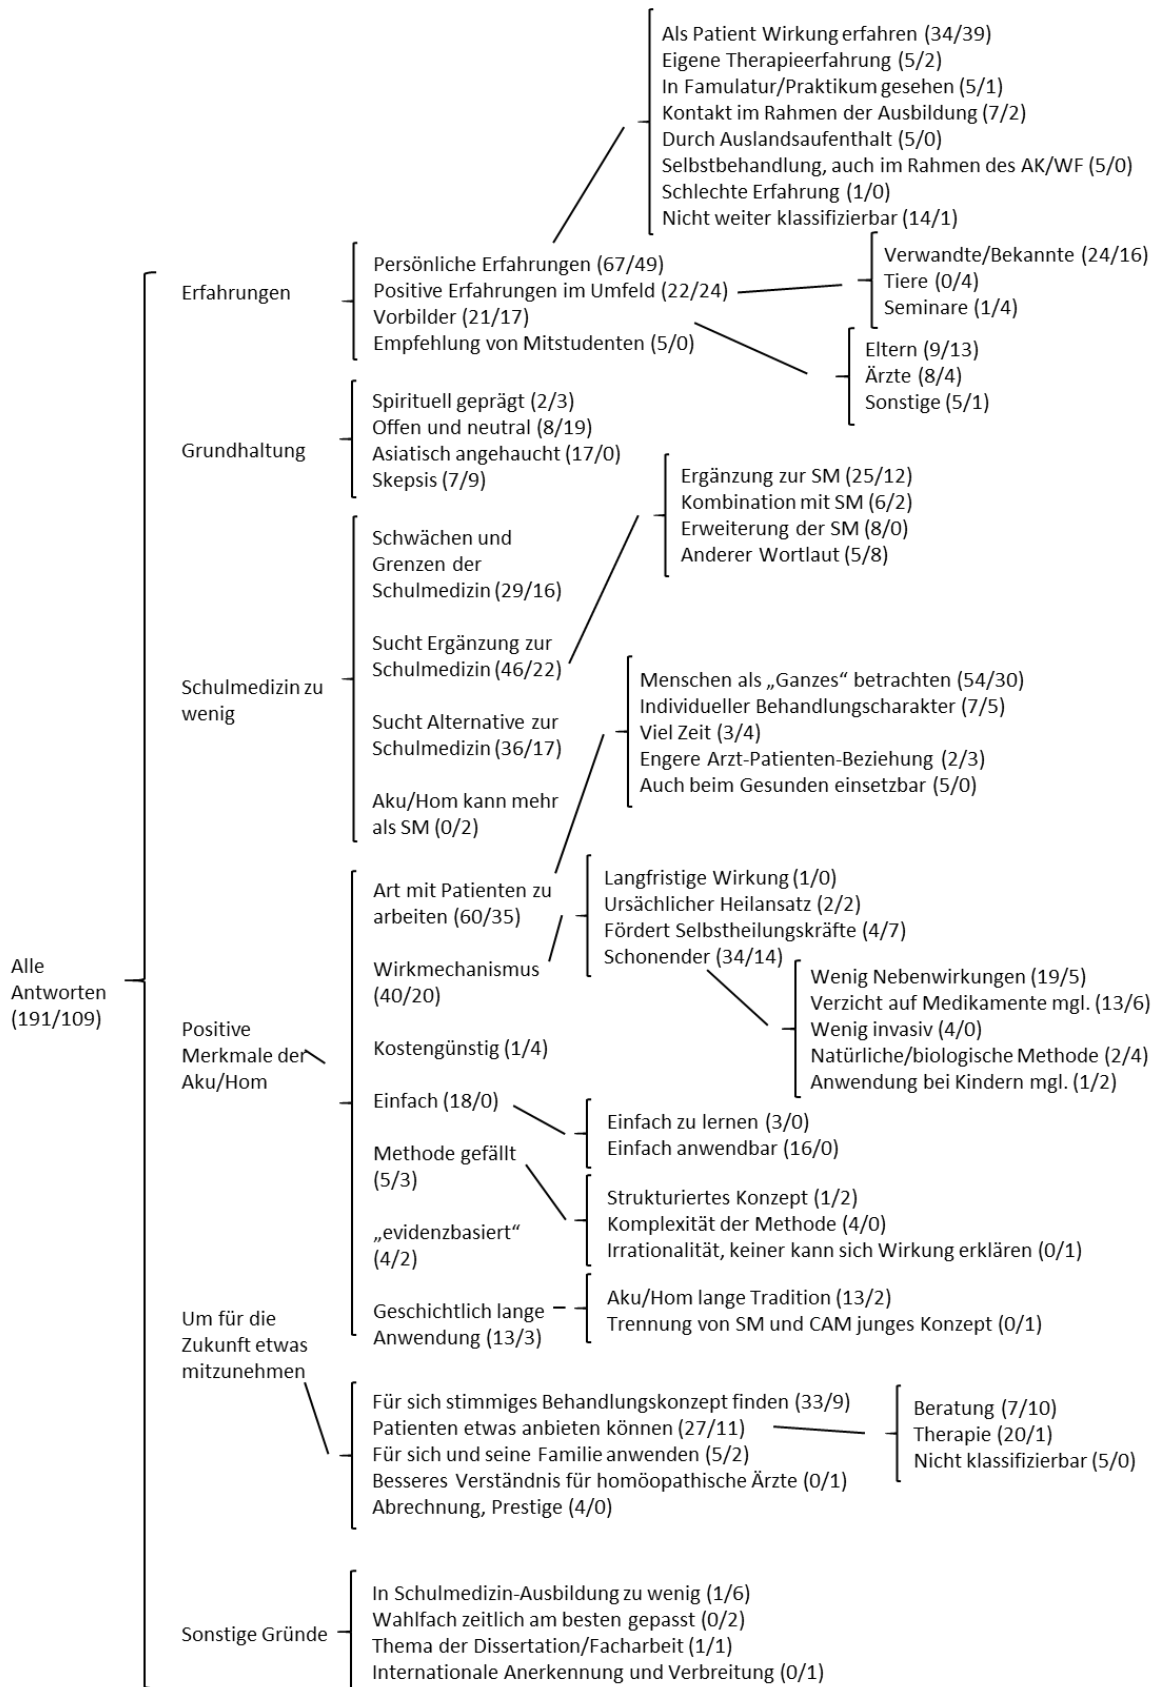 Alle
Antworten
(191/109)
Erfahrungen
Persönliche Erfahrungen (67/49)
Positive Erfahrungen im Umfeld (22/24)
Vorbilder (21/17)
Empfehlung von Mitstudenten (5/0)
Als Patient Wirkung erfahren (34/39)
Eigene Therapieerfahrung (5/2)
In Famulatur/Praktikum gesehen (5/1)
Kontakt im Rahmen der Ausbildung (7/2)
Durch Auslandsaufenthalt (5/0)
Selbstbehandlung, auch im Rahmen des AK/WF (5/0)
Schlechte Erfahrung (1/0)
Nicht weiter klassifizierbar (14/1)
Verwandte/Bekannte (24/16)
Tiere (0/4)
Seminare (1/4)
Eltern (9/13)
Ärzte (8/4)
Sonstige (5/1)
Grundhaltung
Spirituell geprägt (2/3)
Offen und neutral (8/19)
Asiatisch angehaucht (17/0)
Skepsis (7/9)
Schulmedizin zu
wenig
Schwächen und
Grenzen der
Schulmedizin (29/16)
Sucht Ergänzung zur
Schulmedizin (46/22)
Sucht Alternative zur
Schulmedizin (36/17)
Aku/Hom kann mehr
als SM (0/2)
Ergänzung zur SM (25/12)
Kombination mit SM (6/2)
Erweiterung der SM (8/0)
Anderer Wortlaut (5/8)
Positive
Merkmale der
Aku/Hom
Art mit Patienten zu
arbeiten (60/35)
Wirkmechanismus
(40/20)
Kostengünstig (1/4)
Einfach (18/0)
Methode gefällt
(5/3)
„evidenzbasiert“
(4/2)
Geschichtlich lange
Anwendung (13/3)
Menschen als „Ganzes“ betrachten (54/30)
Individueller Behandlungscharakter (7/5)
Viel Zeit (3/4)
Engere Arzt-Patienten-Beziehung (2/3)
Auch beim Gesunden einsetzbar (5/0)
Langfristige Wirkung (1/0)
Ursächlicher Heilansatz (2/2)
Fördert Selbstheilungskräfte (4/7)
Schonender (34/14)
Wenig Nebenwirkungen (19/5)
Verzicht auf Medikamente mgl. (13/6)
Wenig invasiv (4/0)
Natürliche/biologische Methode (2/4)
Anwendung bei Kindern mgl. (1/2)
Einfach zu lernen (3/0)
Einfach anwendbar (16/0)
Strukturiertes Konzept (1/2)
Komplexität der Methode (4/0)
Irrationalität, keiner kann sich Wirkung erklären (0/1)
Aku/Hom lange Tradition (13/2)
Trennung von SM und CAM junges Konzept (0/1)
Um für die
Zukunft etwas
mitzunehmen
Für sich stimmiges Behandlungskonzept finden (33/9)
Patienten etwas anbieten können (27/11)
Für sich und seine Familie anwenden (5/2)
Besseres Verständnis für homöopathische Ärzte (0/1)
Abrechnung, Prestige (4/0)
Beratung (7/10)
Therapie (20/1)
Nicht klassifizierbar (5/0)
Sonstige Gründe
In Schulmedizin-Ausbildung zu wenig (1/6)
Wahlfach zeitlich am besten gepasst (0/2)
Thema der Dissertation/Facharbeit (1/1)
Internationale Anerkennung und Verbreitung (0/1)